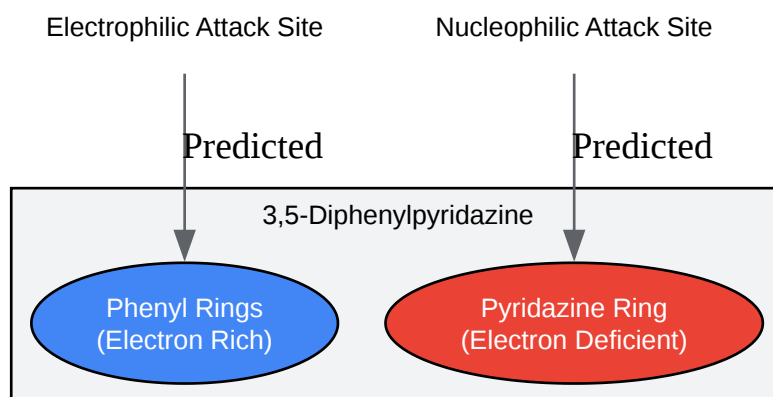 Electrophilic Attack Site
Nucleophilic Attack Site
Predicted
Predicted
3,5-Diphenylpyridazine
Phenyl Rings
(Electron Rich)
Pyridazine Ring
(Electron Deficient)